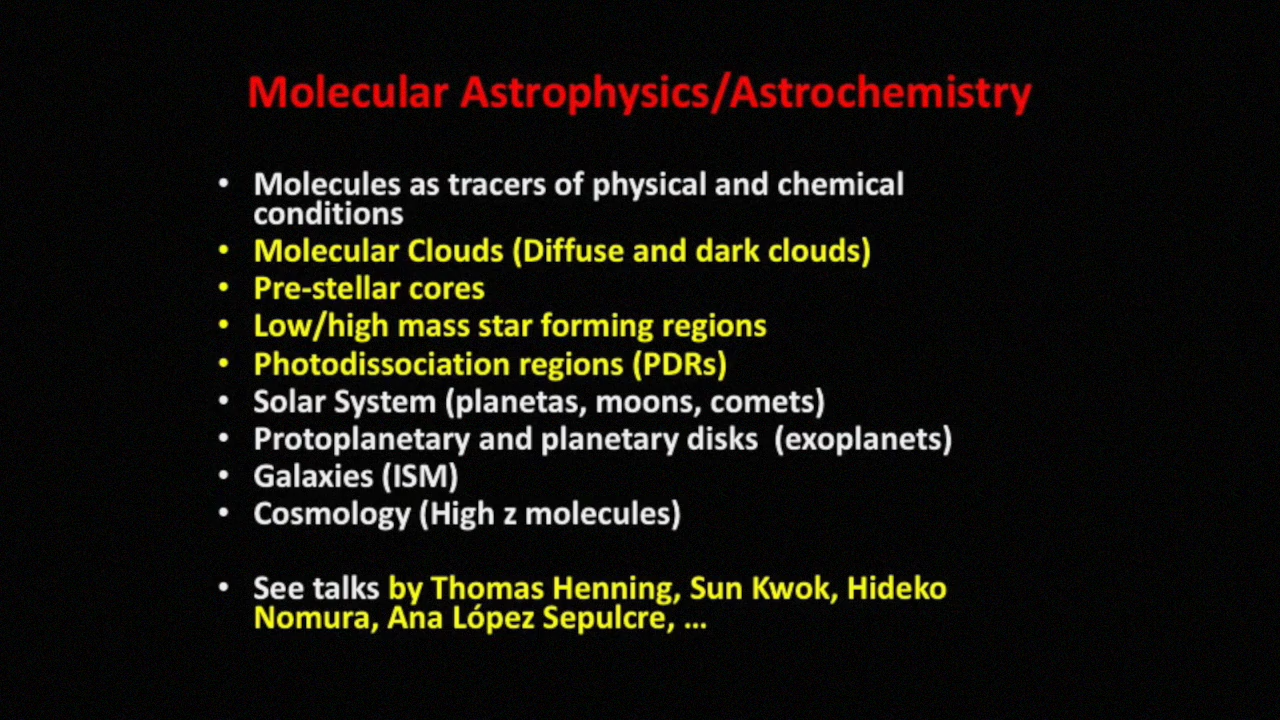 Molecular Astrophysics/Astrochemistry
• Molecules as tracers of physical and chemical
conditions
• Molecular Clouds (Diffuse and dark clouds)
• Pre-stellar cores
• Low/high mass star forming regions
• Photodissociation regions (PDRs)
• Solar System (planetas, moons, comets)
• Protoplanetary and planetary disks  (exoplanets)
• Galaxies (ISM)
• Cosmology (High z molecules)
• See talks by Thomas Henning, Sun Kwok, Hideko
Nomura, Ana López Sepulcre, ...